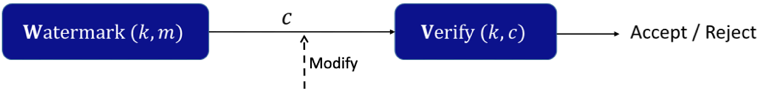 Watermark (k, m)
c
Verify (k, c)
Accept / Reject
Modify